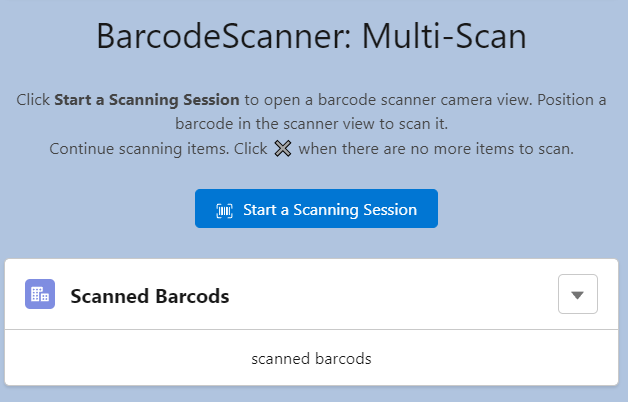 BarcodeScanner: Multi-Scan
Click Start a Scanning Session to open a barcode scanner camera view. Position a
barcode in the scanner view to scan it.
Continue scanning items. Click when there are no more items to scan.
Start a Scanning Session
Scanned Barcods
scanned barcods